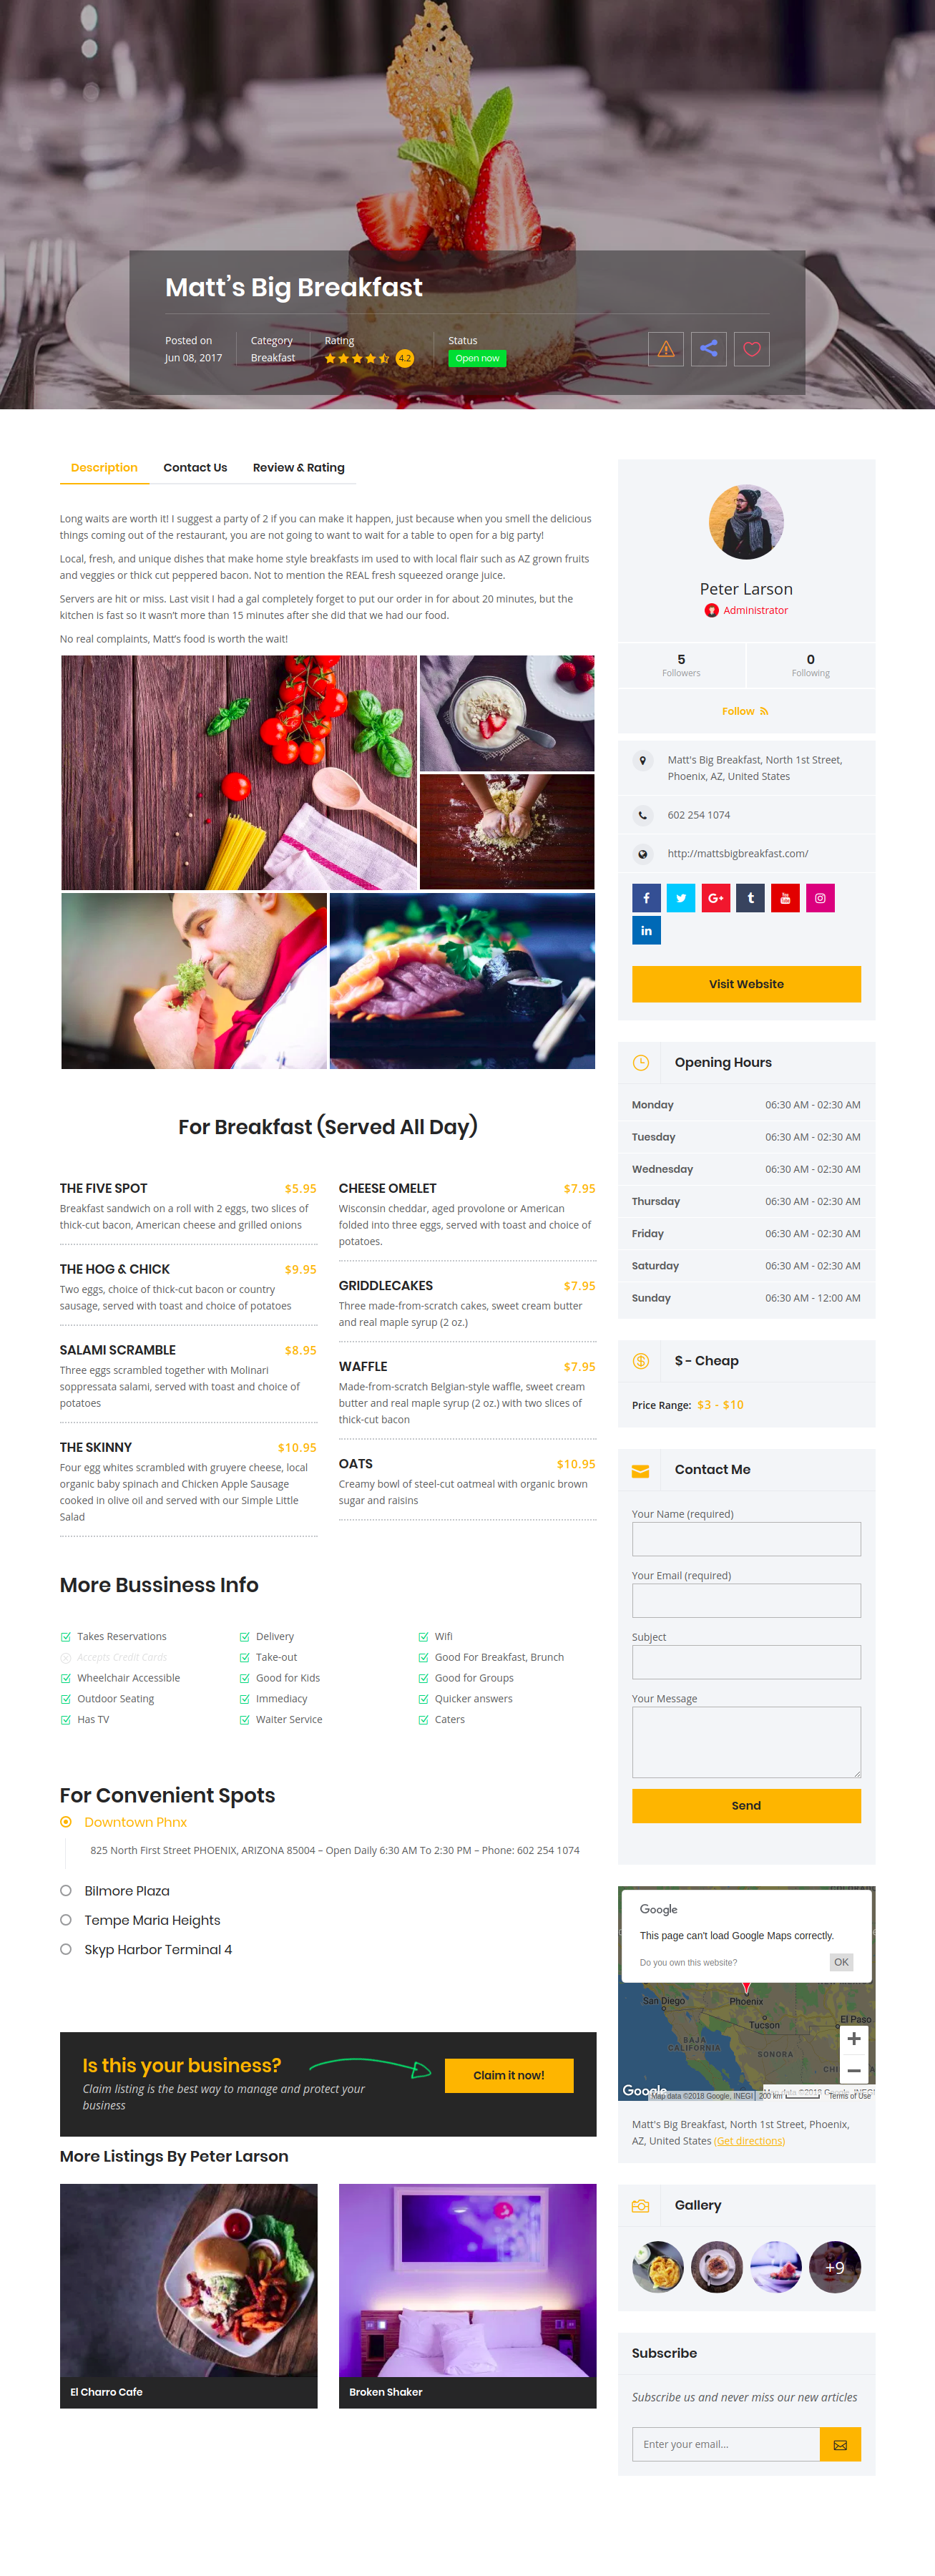 Matt's Big Breakfast
Posted on
Jun 08, 2017
Category
Breakfast
Rating
4.2
Status
Open now
Description
Contact Us
Review & Rating
Long waits are worth it! I suggest a party of 2 if you can make it happen, just because when you smell the delicious
things coming out of the restaurant, you are not going to want to wait for a table to open for a big party!
Local, fresh, and unique dishes that make home style breakfasts im used to with local flair such as AZ grown fruits
and veggies or thick cut peppered bacon. Not to mention the REAL fresh squeezed orange juice.
Servers are hit or miss. Last visit I had a gal completely forget to put our order in for about 20 minutes, but the
kitchen is fast so it wasn't more than 15 minutes after she did that we had our food.
No real complaints, Matt's food is worth the wait!
For Breakfast (Served All Day)
THE FIVE SPOT $5.95
Breakfast sandwich on a roll with 2 eggs, two slices of
thick-cut bacon, American cheese and grilled onions
THE HOG & CHICK $9.95
Two eggs, choice of thick-cut bacon or country
sausage, served with toast and choice of potatoes
SALAMI SCRAMBLE $8.95
Three eggs scrambled together with Molinari
soppressata salami, served with toast and choice of
potatoes
THE SKINNY $10.95
Four egg whites scrambled with gruyere cheese, local
organic baby spinach and Chicken Apple Sausage
cooked in olive oil and served with our Simple Little
Salad
CHEESE OMELET $7.95
Wisconsin cheddar, aged provolone or American
folded into three eggs, served with toast and choice of
potatoes.
GRIDDLECAKES $7.95
Three made-from-scratch cakes, sweet cream butter
and real maple syrup (2 oz.)
WAFFLE $7.95
Made-from-scratch Belgian-style waffle, sweet cream
butter and real maple syrup (2 oz.) with two slices of
thick-cut bacon
OATS $10.95
Creamy bowl of steel-cut oatmeal with organic brown
sugar and raisins
More Bussiness Info
Takes Reservations
Accepts Credit Cards
Wheelchair Accessible
Outdoor Seating
Has TV
Delivery
Take-out
Good for Kids
Immediacy
Waiter Service
Wifi
Good For Breakfast, Brunch
Good for Groups
Quicker answers
Caters
For Convenient Spots
Downtown Phnx
825 North First Street PHOENIX, ARIZONA 85004 – Open Daily 6:30 AM To 2:30 PM – Phone: 602 254 1074
Bilmore Plaza
Tempe Maria Heights
Skyp Harbor Terminal 4
Is this your business?
Claim listing is the best way to manage and protect your
business
Claim it now!
More Listings By Peter Larson
El Charro Cafe
Broken Shaker
Peter Larson
Administrator
5
Followers
0
Following
Follow
Matt's Big Breakfast, North 1st Street,
Phoenix, AZ, United States
602 254 1074
http://mattsbigbreakfast.com/
Visit Website
Opening Hours
Monday 06:30 AM - 02:30 AM
Tuesday 06:30 AM - 02:30 AM
Wednesday 06:30 AM - 02:30 AM
Thursday 06:30 AM - 02:30 AM
Friday 06:30 AM - 02:30 AM
Saturday 06:30 AM - 02:30 AM
Sunday 06:30 AM - 12:00 AM
$ - Cheap
Price Range: $3 - $10
Contact Me
Your Name (required)
Your Email (required)
Subject
Your Message
Send
Google
This page can't load Google Maps correctly.
Do you own this website?
OK
San Diego
Phoenix
Tucson
El Paso
BAJA
CALIFORNIA
SONORA
Google
Map data ©2018 Google, INEGI
200 km
Terms of Use
Matt's Big Breakfast, North 1st Street, Phoenix,
AZ, United States (Get directions)
Gallery
+9
Subscribe
Subscribe us and never miss our new articles
Enter your email...